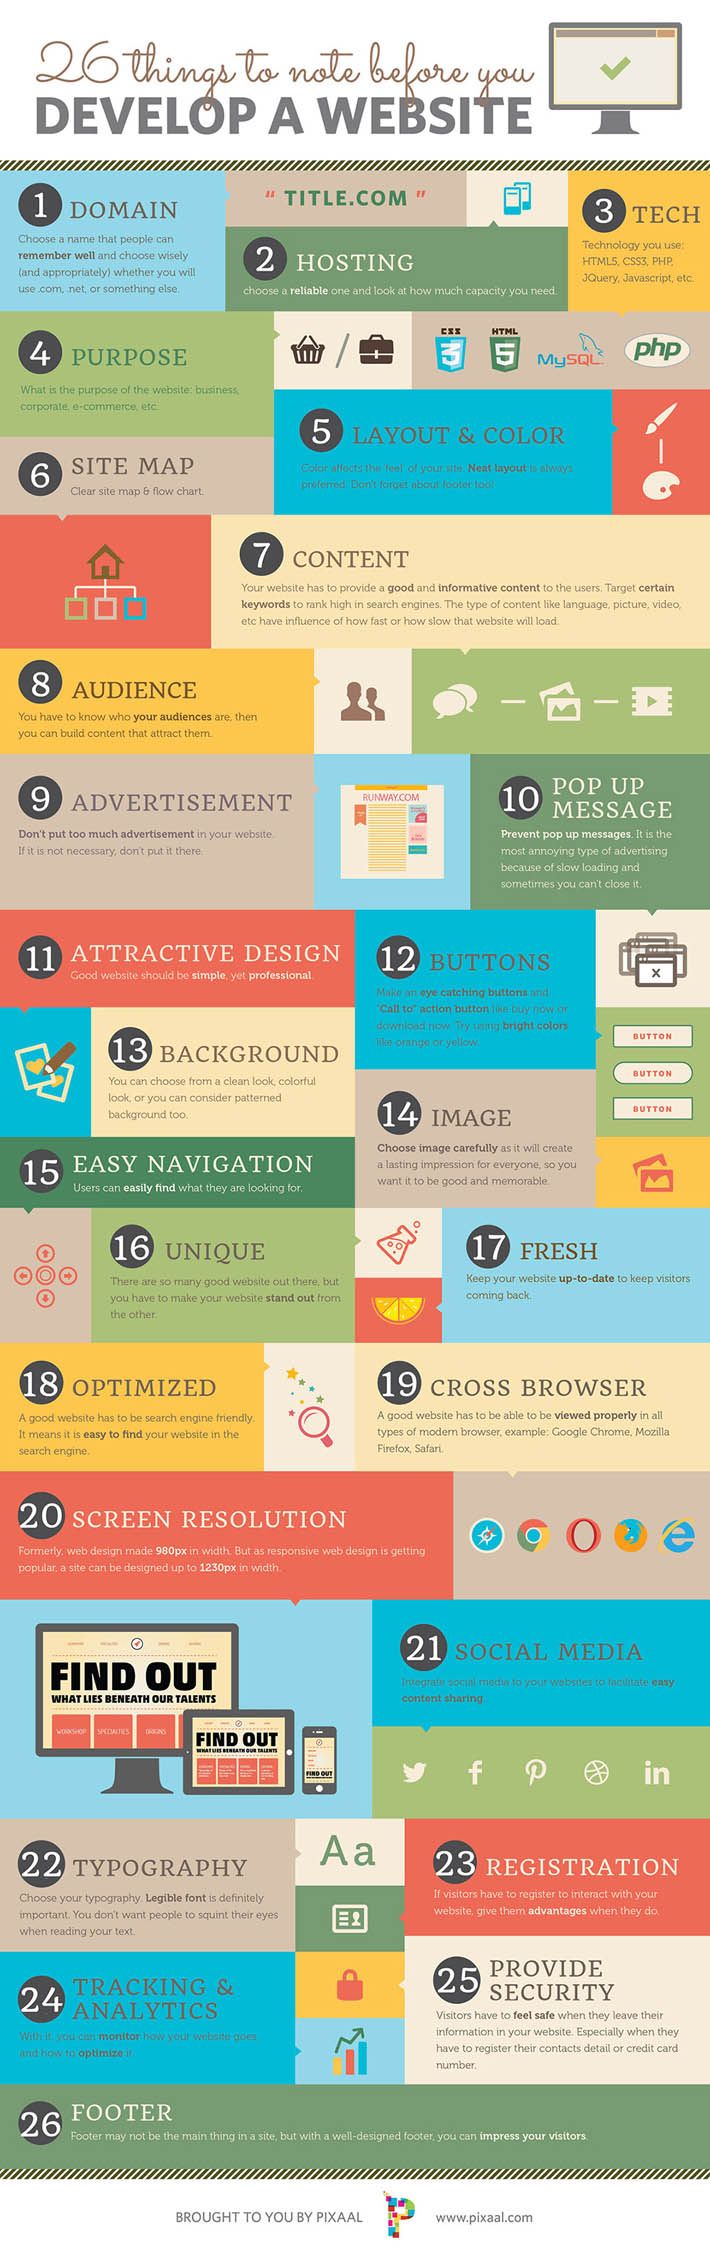 26 things to note before you
DEVELOP A WEBSITE
1 DOMAIN
Choose a name that people can
remember well and choose wisely
(and appropriately) whether you will
use .com, .net, or something else.
" TITLE.COM "
2 HOSTING
choose a reliable one and look at how much capacity you need.
3 TECH
Technology you use:
HTML5, CSS3, PHP,
JQuery, Javascript, etc.
4 PURPOSE
What is the purpose of the website: business,
corporate, e-commerce, etc.
/
CSS
3
HTML
5
MySQL
php
5 LAYOUT & COLOR
Color affects the feel of your site. Neat layout is always
preferred. Don't forget about footer too!
6 SITE MAP
Clear site map & flow chart.
7 CONTENT
Your website has to provide a good and informative content to the users. Target certain
keywords to rank high in search engines. The type of content like language, picture, video,
etc have influence of how fast or how slow that website will load.
8 AUDIENCE
You have to know who your audiences are, then
you can build content that attract them.
9 ADVERTISEMENT
Don't put too much advertisement in your website.
If it is not necessary, don't put it there.
RUNWAY.COM
10 POP UP
MESSAGE
Prevent pop up messages. It is the
most annoying type of advertising
because of slow loading and
sometimes you can't close it.
11 ATTRACTIVE DESIGN
Good website should be simple, yet professional.
12 BUTTONS
Make an eye catching buttons and
"Call to" action button like buy now or
download now. Try using bright colors
like orange or yellow.
x
BUTTON
BUTTON
BUTTON
13 BACKGROUND
You can choose from a clean look, colorful
look, or you can consider patterned
background too.
14 IMAGE
Choose image carefully as it will create
a lasting impression for everyone, so you
want it to be good and memorable.
15 EASY NAVIGATION
Users can easily find what they are looking for.
16 UNIQUE
There are so many good website out there, but
you have to make your website stand out from
the other.
17 FRESH
Keep your website up-to-date to keep visitors
coming back.
18 OPTIMIZED
A good website has to be search engine friendly.
It means it is easy to find your website in the
search engine.
19 CROSS BROWSER
A good website has to be able to be viewed properly in all
types of modern browser, example: Google Chrome, Mozilla
Firefox, Safari.
20 SCREEN RESOLUTION
Formerly, web design made 980px in width. But as responsive web design is getting
popular, a site can be designed up to 1230px in width.
FIND OUT
WHAT LIES BENEATH OUR TALENTS
WORKSHOP SPECIALTIES ORIGINS
FIND OUT
WHAT LIES BENEATH OUR TALENTS
FIND OUT
21 SOCIAL MEDIA
Integrate social media to your websites to facilitate easy
content sharing.
f
in
22 TYPOGRAPHY
Choose your typography. Legible font is definitely
important. You don't want people to squint their eyes
when reading your text.
Aa
23 REGISTRATION
If visitors have to register to interact with your
website, give them advantages when they do.
24 TRACKING &
ANALYTICS
With it, you can monitor how your website goes
and how to optimize it.
25 PROVIDE
SECURITY
Visitors have to feel safe when they leave their
information in your website. Especially when they
have to register their contacts detail or credit card
number.
26 FOOTER
Footer may not be the main thing in a site, but with a well-designed footer, you can impress your visitors.
BROUGHT TO YOU BY PIXAAL
www.pixaal.com